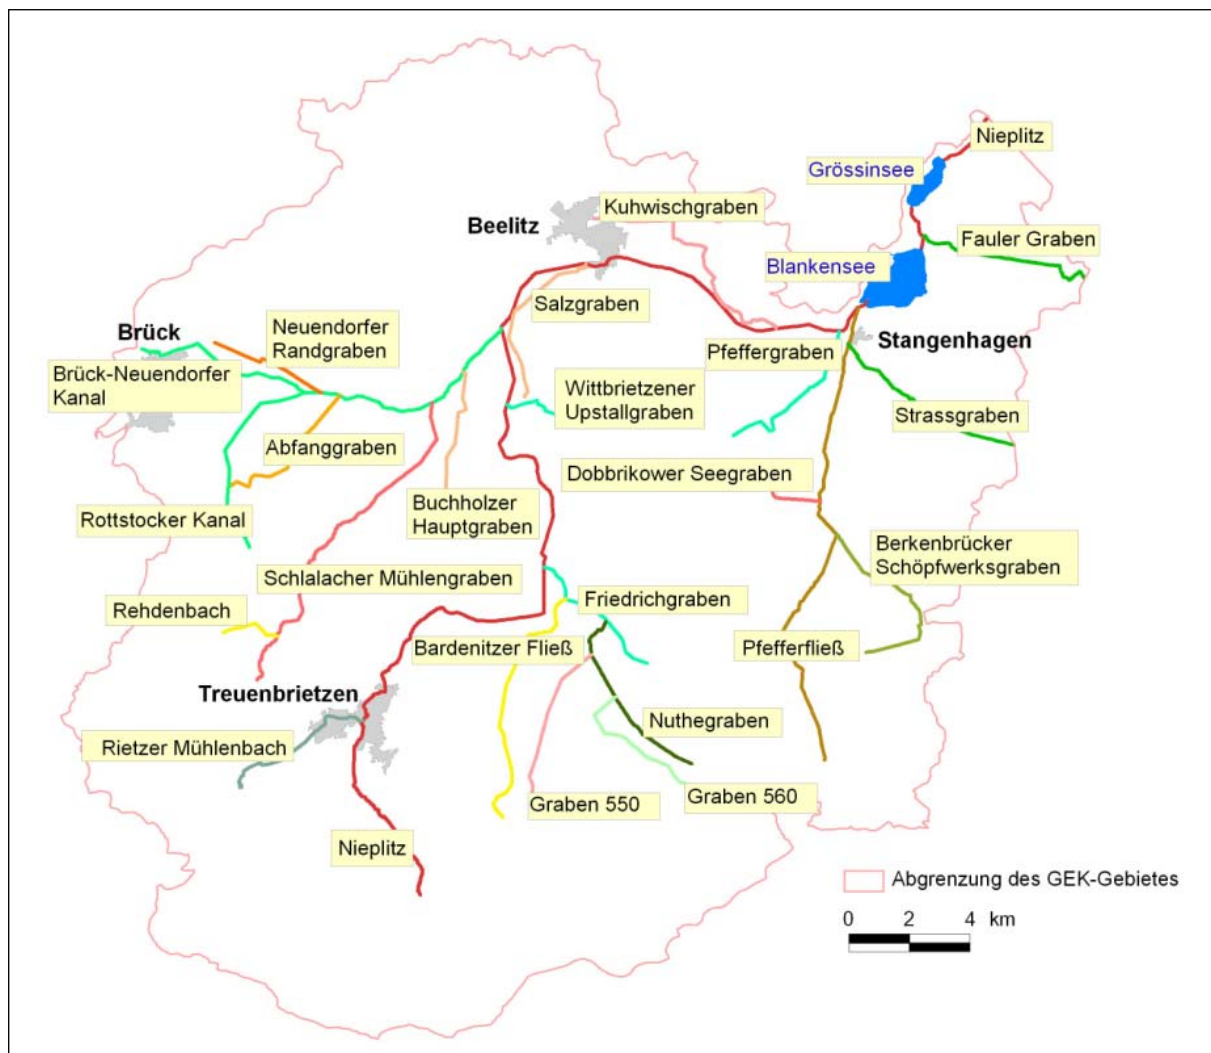 Nieplitz
Grössinsee
Kuhwischgraben
Beelitz
Fauler Graben
Blankensee
Salzgraben
Neuendorfer
Randgraben
Brück
Stangenhagen
Pfeffergraben
Brück-Neuendorfer
Kanal
Wittbrietzener
Upstallgraben
Strassgraben
Abfanggraben
Dobbrikower Seegraben
Buchholzer
Hauptgraben
Rottstocker Kanal
Berkenbrücker
Schöpfwerksgraben
Schlalacher Mühlengraben
Friedrichgraben
Rehdenbach
Bardenitzer Fließ
Pfefferfließ
Treuenbrietzen
Nuthegraben
Rietzer Mühlenbach
Graben 560
Graben 550
Nieplitz
Abgrenzung des GEK-Gebietes
0 2 4 km